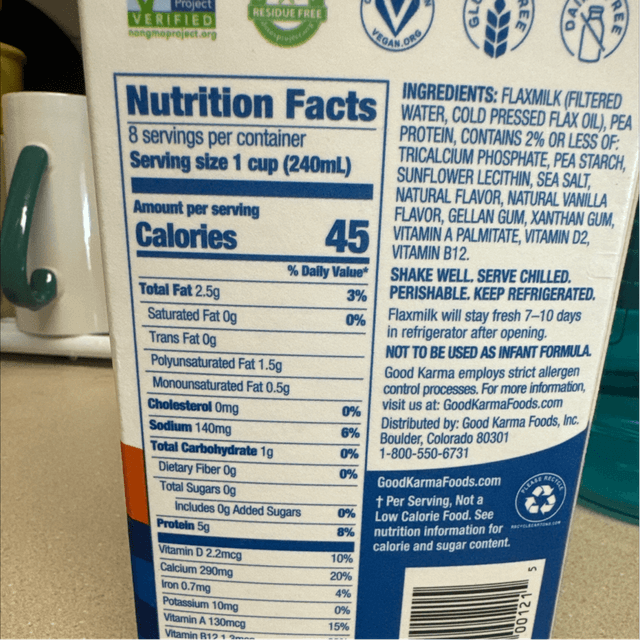 Project
VERIFIED
nongmoproject.org
RESIDUE FREE
VEGAN.ORG
Nutrition Facts
8 servings per container
Serving size 1 cup (240mL)
Amount per serving
Calories 45
% Daily Value*
Total Fat 2.5g 3%
Saturated Fat 0g 0%
Trans Fat 0g
Polyunsaturated Fat 1.5g
Monounsaturated Fat 0.5g
Cholesterol 0mg 0%
Sodium 140mg 6%
Total Carbohydrate 1g 0%
Dietary Fiber 0g 0%
Total Sugars 0g
Includes 0g Added Sugars 0%
Protein 5g 8%
Vitamin D 2.2mcg 10%
Calcium 290mg 20%
Iron 0.7mg 4%
Potassium 10mg 0%
Vitamin A 130mcg 15%
Vitamin B12
INGREDIENTS: FLAXMILK (FILTERED
WATER, COLD PRESSED FLAX OIL), PEA
PROTEIN, CONTAINS 2% OR LESS OF:
TRICALCIUM PHOSPHATE, PEA STARCH,
SUNFLOWER LECITHIN, SEA SALT,
NATURAL FLAVOR, NATURAL VANILLA
FLAVOR, GELLAN GUM, XANTHAN GUM,
VITAMIN A PALMITATE, VITAMIN D2,
VITAMIN B12.
SHAKE WELL. SERVE CHILLED.
PERISHABLE. KEEP REFRIGERATED.
Flaxmilk will stay fresh 7–10 days
in refrigerator after opening.
NOT TO BE USED AS INFANT FORMULA.
Good Karma employs strict allergen
control processes. For more information,
visit us at: GoodKarmaFoods.com
Distributed by: Good Karma Foods, Inc.
Boulder, Colorado 80301
1-800-550-6731
GoodKarmaFoods.com
† Per Serving, Not a
Low Calorie Food. See
nutrition information for
calorie and sugar content.
PLEASE RECYCLE
RECYCLECARTONS.COM
00121
5